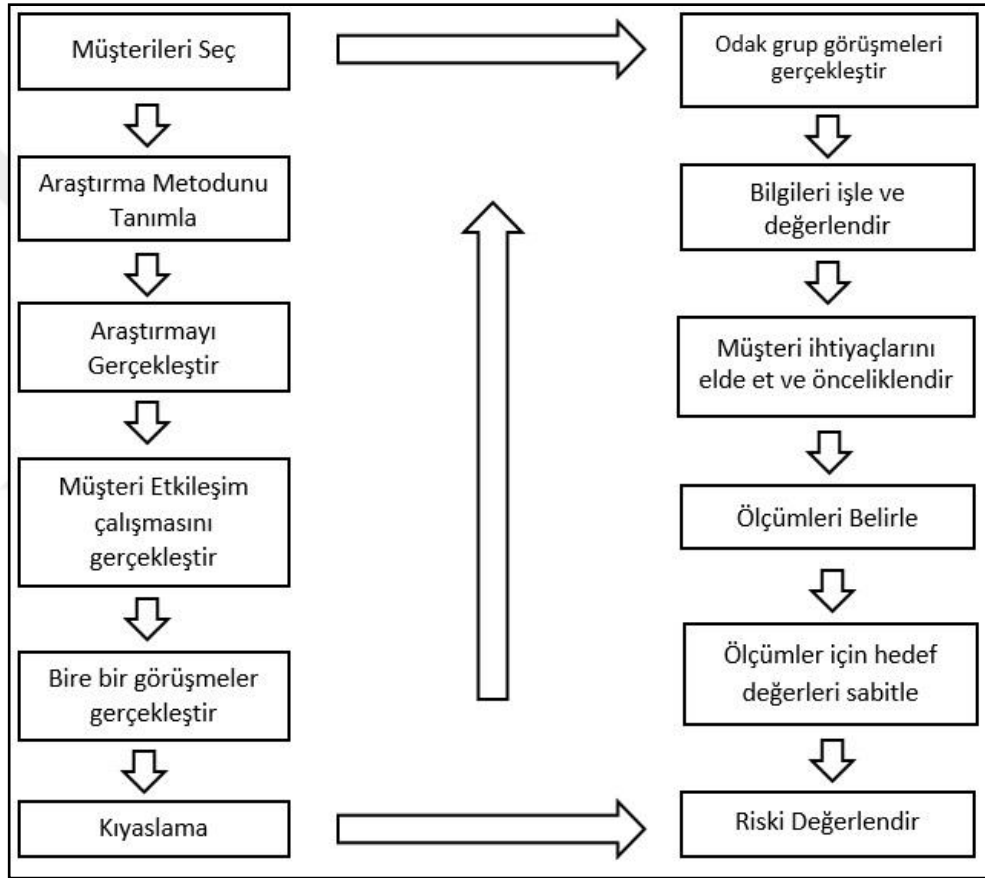 Müşterileri Seç
Araştırma Metodunu
Tanımla
Araştırmayı
Gerçekleştir
Müşteri Etkileşim
çalışmasını
gerçekleştir
Bire bir görüşmeler
gerçekleştir
Kıyaslama
Odak grup görüşmeleri
gerçekleştir
Bilgileri işle ve
değerlendir
Müşteri ihtiyaçlarını
elde et ve önceliklendir
Ölçümleri Belirle
Ölçümler için hedef
değerleri sabitle
Riski Değerlendir